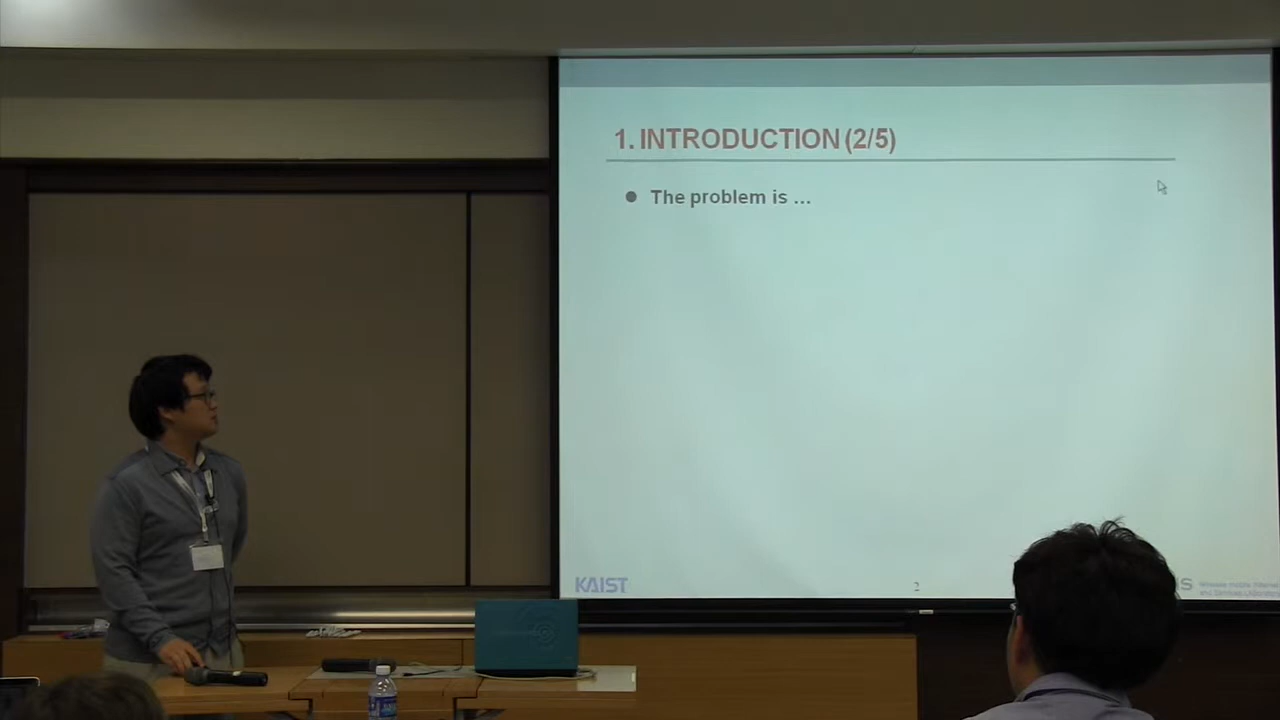 1. INTRODUCTION (2/5)
● The problem is ...
KAIST
2